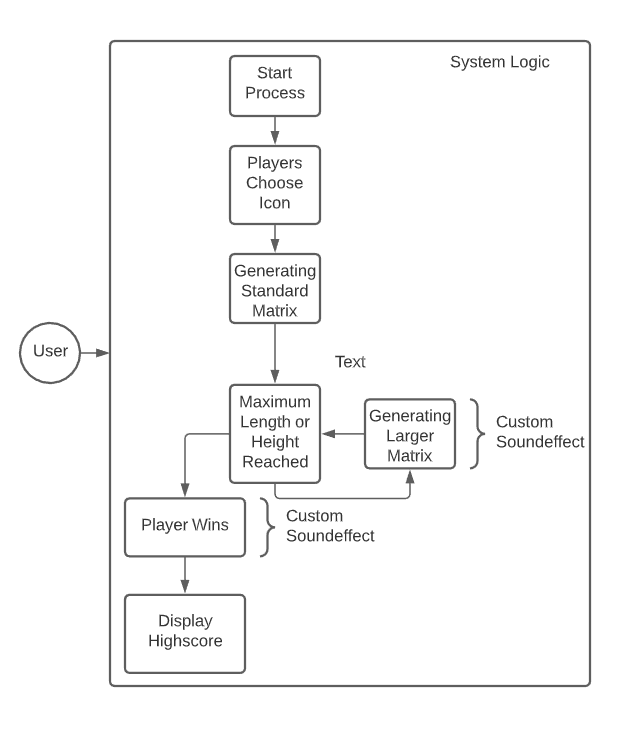 System Logic
Start
Process
Players
Choose
Icon
Generating
Standard
Matrix
User
Text
Maximum
Length or
Height
Reached
Generating
Larger
Matrix
Custom
Soundeffect
Player Wins
Custom
Soundeffect
Display
Highscore